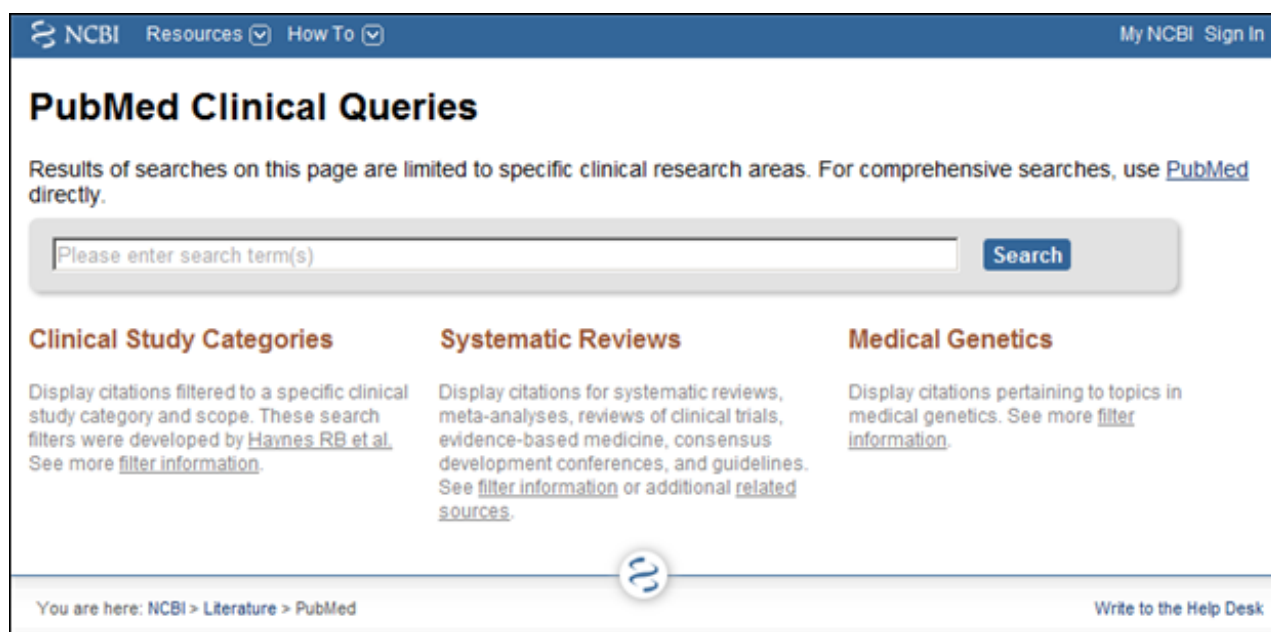 NCBI Resources How To My NCBI Sign In
PubMed Clinical Queries
Results of searches on this page are limited to specific clinical research areas. For comprehensive searches, use PubMed
directly.
Please enter search term(s) Search
Clinical Study Categories
Display citations filtered to a specific clinical
study category and scope. These search
filters were developed by Haynes RB et al.
See more filter information.
Systematic Reviews
Display citations for systematic reviews,
meta-analyses, reviews of clinical trials,
evidence-based medicine, consensus
development conferences, and guidelines.
See filter information or additional related
sources.
Medical Genetics
Display citations pertaining to topics in
medical genetics. See more filter
information.
You are here: NCBI > Literature > PubMed Write to the Help Desk